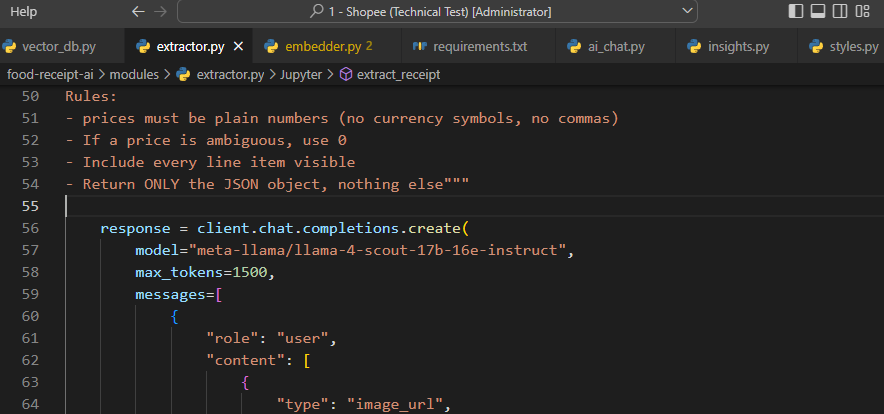 Help
1 - Shopee (Technical Test) [Administrator]
vector_db.py extractor.py embedder.py 2 requirements.txt ai_chat.py insights.py styles.py
food-receipt-ai > modules > extractor.py > Jupyter > extract_receipt
50 Rules:
51 - prices must be plain numbers (no currency symbols, no commas)
52 - If a price is ambiguous, use 0
53 - Include every line item visible
54 - Return ONLY the JSON object, nothing else"""
55
56 response = client.chat.completions.create(
57 model="meta-llama/llama-4-scout-17b-16e-instruct",
58 max_tokens=1500,
59 messages=[
60 {
61 "role": "user",
62 "content": [
63 {
64 "type": "image_url",